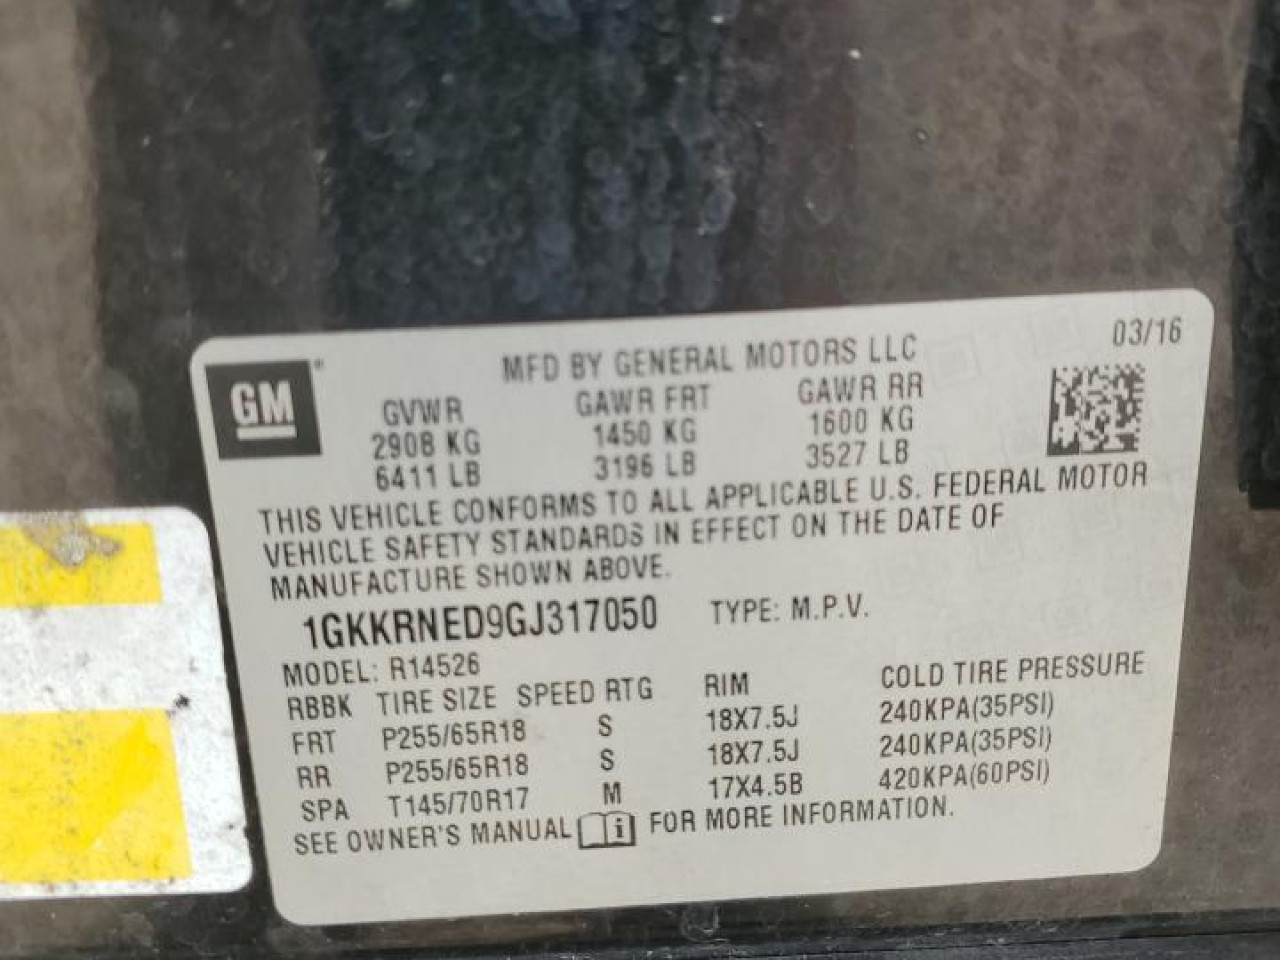 GM®
MFD BY GENERAL MOTORS LLC 03/16
GVWR GAWR FRT GAWR RR
2908 KG 1450 KG 1600 KG
6411 LB 3196 LB 3527 LB
THIS VEHICLE CONFORMS TO ALL APPLICABLE U.S. FEDERAL MOTOR
VEHICLE SAFETY STANDARDS IN EFFECT ON THE DATE OF
MANUFACTURE SHOWN ABOVE.
1GKKRNED9GJ317050 TYPE: M.P.V.
MODEL: R14526
RBBK TIRE SIZE SPEED RTG RIM COLD TIRE PRESSURE
FRT P255/65R18 S 18X7.5J 240KPA(35PSI)
RR P255/65R18 S 18X7.5J 240KPA(35PSI)
SPA T145/70R17 M 17X4.5B 420KPA(60PSI)
SEE OWNER'S MANUAL i FOR MORE INFORMATION.